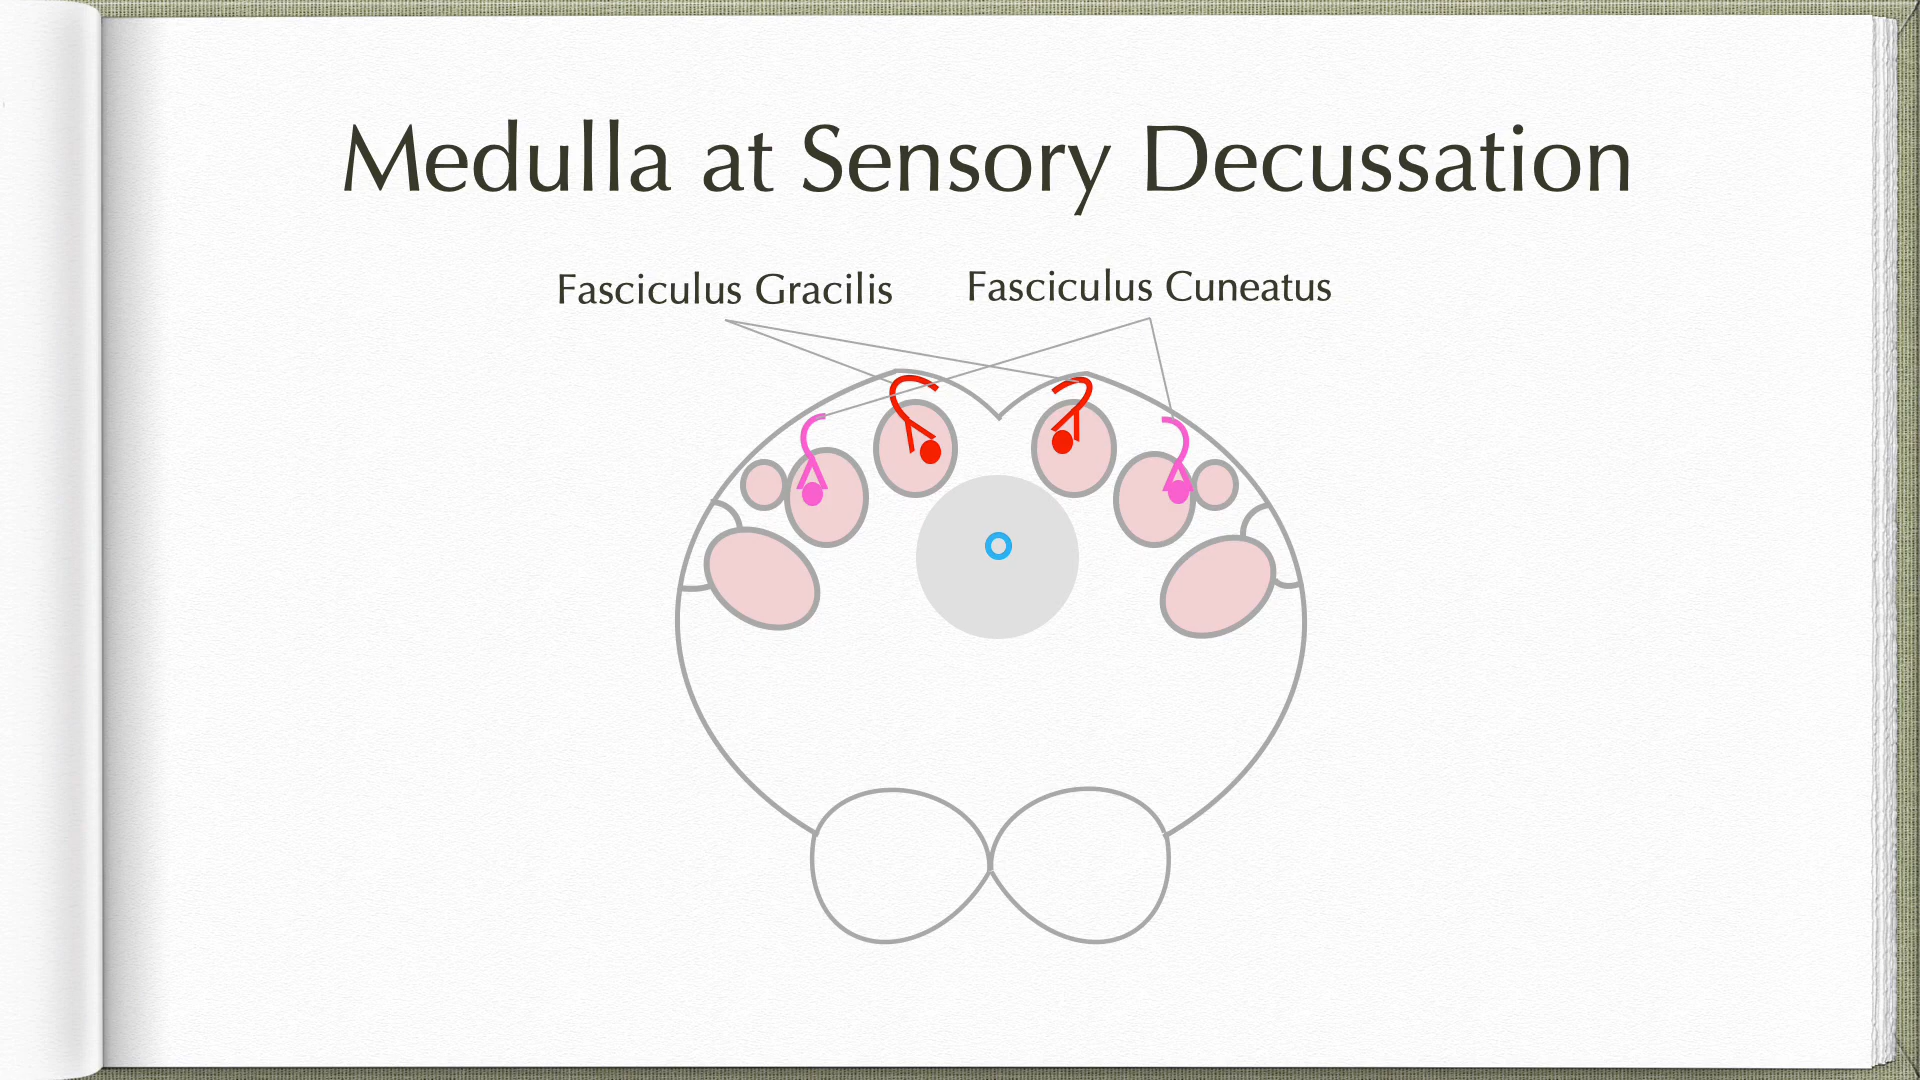 Medulla at Sensory Decussation
Fasciculus Gracilis
Fasciculus Cuneatus